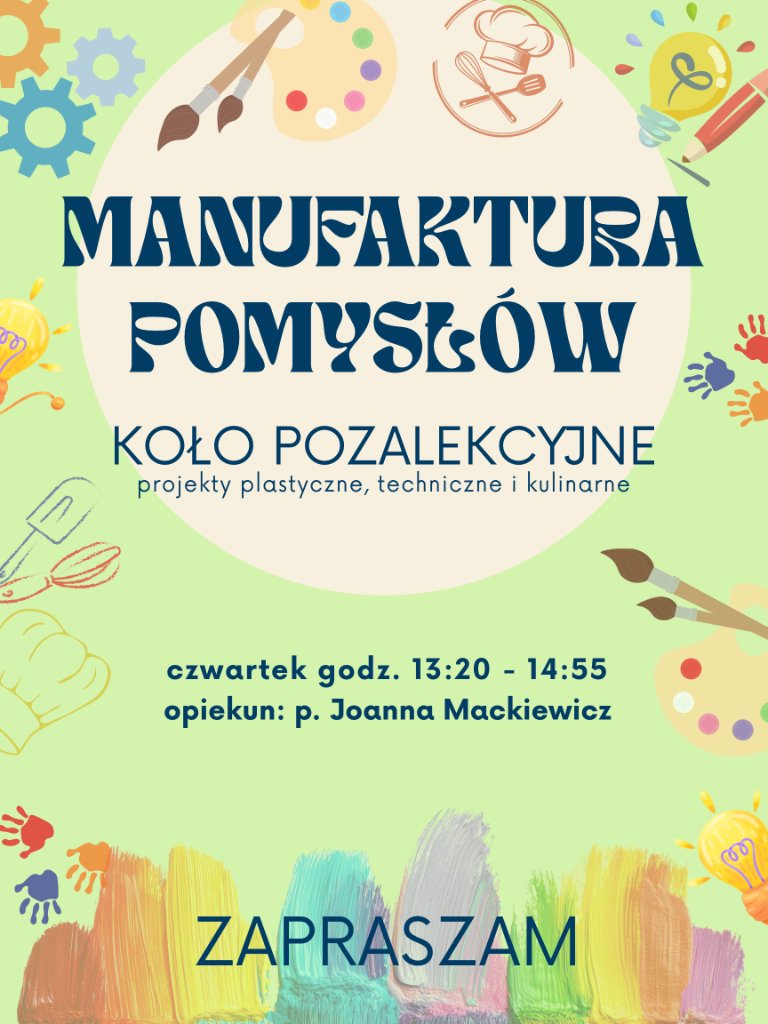 MANUFAKTURA
POMYSŁÓW
KOŁO POZALEKCYJNE
projekty plastyczne, techniczne i kulinarne
czwartek godz. 13:20 - 14:55
opiekun: p. Joanna Mackiewicz
ZAPRASZAM